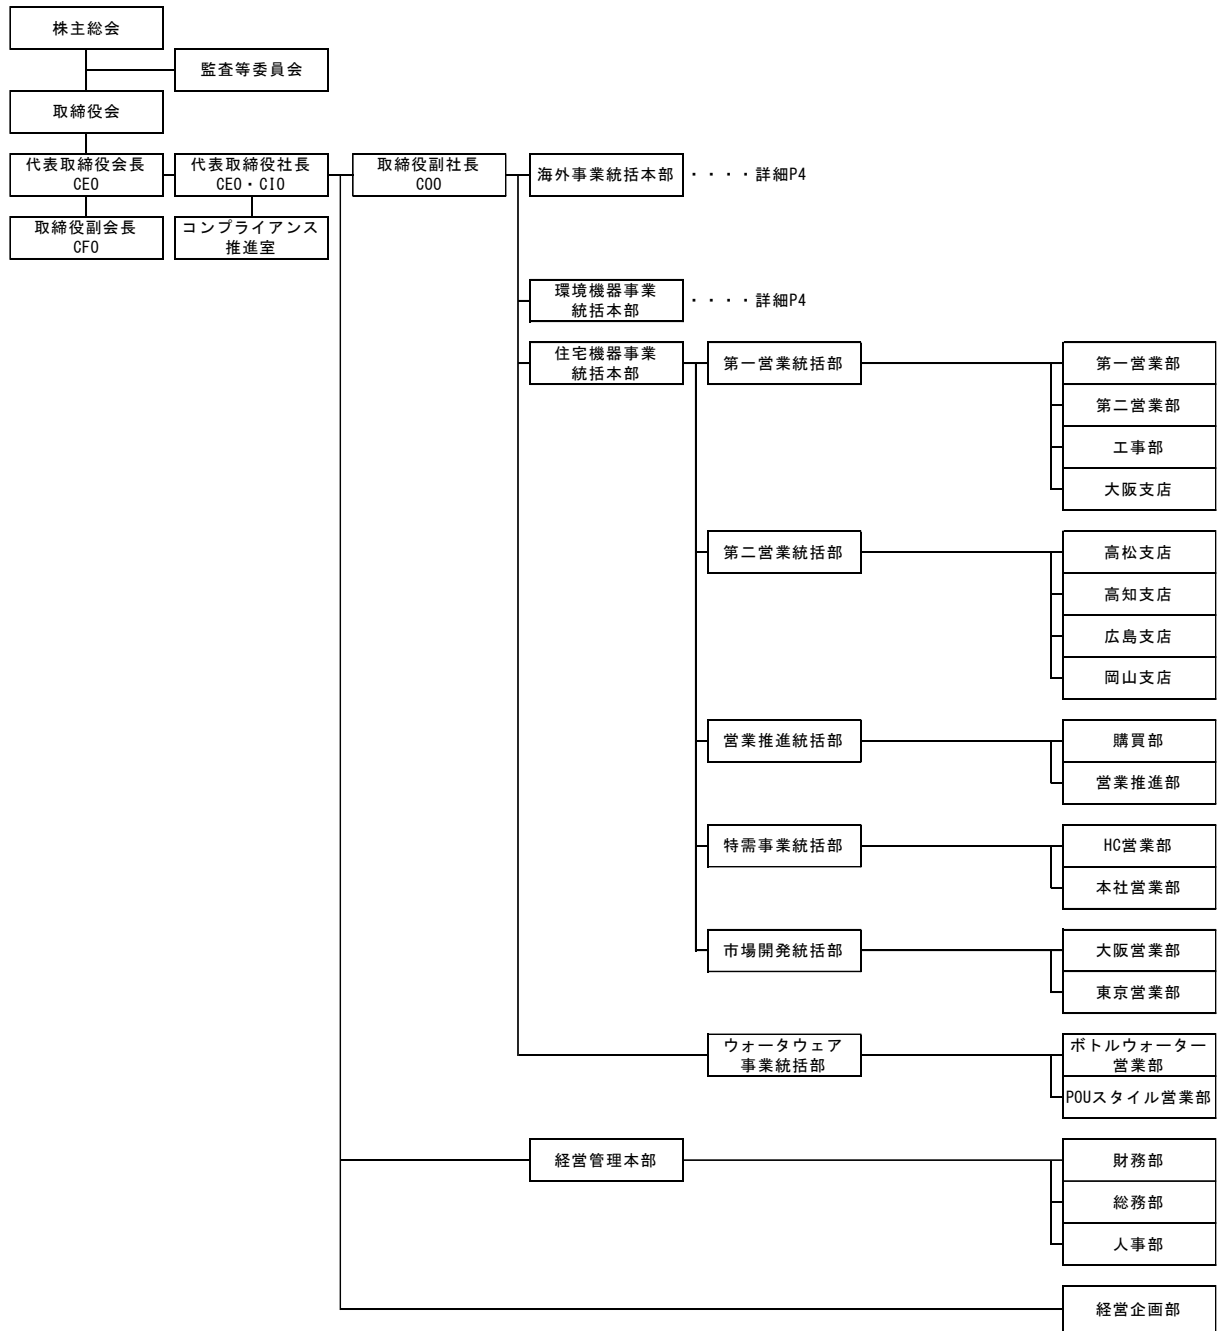 株主総会
監査等委員会
取締役会
代表取締役会長
CEO
代表取締役社長
CEO・CIO
取締役副社長
COO
海外事業統括本部
・・・・詳細P4
取締役副会長
CFO
コンプライアンス
推進室
環境機器事業
統括本部
・・・・詳細P4
住宅機器事業
統括本部
第一営業統括部
第一営業部
第二営業部
工事部
大阪支店
第二営業統括部
高松支店
高知支店
広島支店
岡山支店
営業推進統括部
購買部
営業推進部
特需事業統括部
HC営業部
本社営業部
市場開発統括部
大阪営業部
東京営業部
ウォータウェア
事業統括部
ボトルウォーター
営業部
POUスタイル営業部
経営管理本部
財務部
総務部
人事部
経営企画部